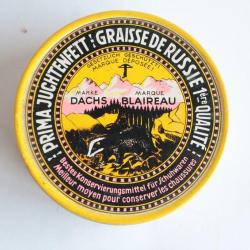 : PRIMA JUCHTENFETT : GRAISSE DE RUSSIE 1ère QUALITÉ :
GESETZLICH GESCHÜTZT
MARQUE DÉPOSÉE
MARKE MARQUE
DACHS BLAIREAU
Bestes Konservierungsmittel für Schuhwaren
Meilleur moyen pour conserver les chaussures